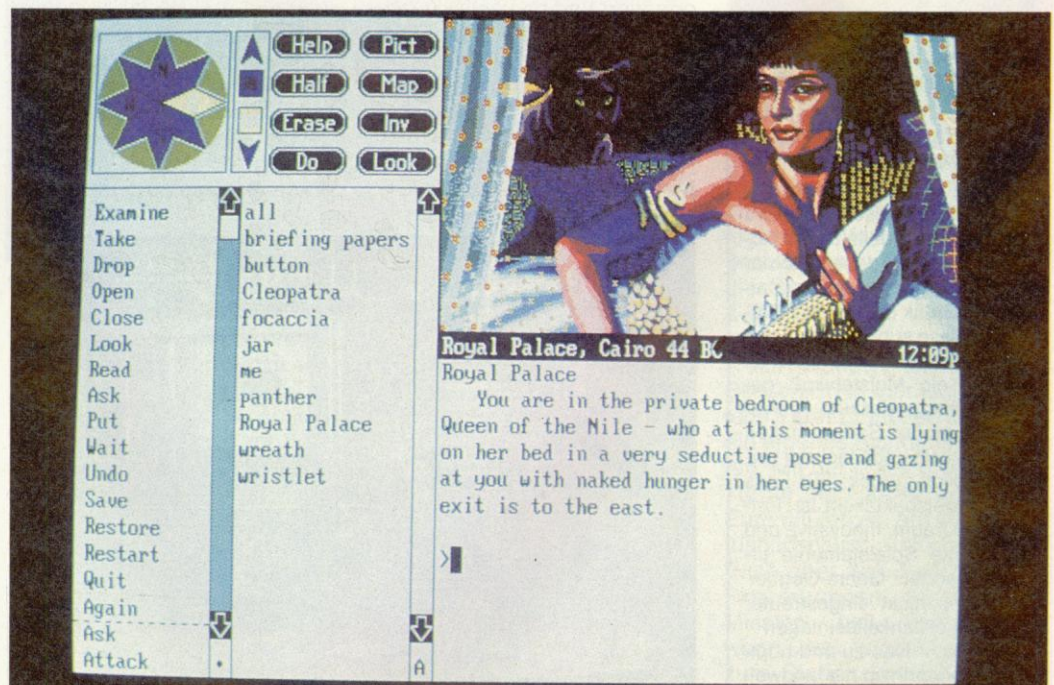 Help Pict
Half Map
Erase Inv
Do Look
Examine
Take
Drop
Open
Close
Look
Read
Ask
Put
Wait
Undo
Save
Restore
Restart
Quit
Again
Ask
Attack
all
briefing papers
button
Cleopatra
focaccia
jar
me
panther
Royal Palace
wreath
wristlet
A
Royal Palace, Cairo 44 BC 12:09p
Royal Palace
You are in the private bedroom of Cleopatra,
Queen of the Nile – who at this moment is lying
on her bed in a very seductive pose and gazing
at you with naked hunger in her eyes. The only
exit is to the east.
>